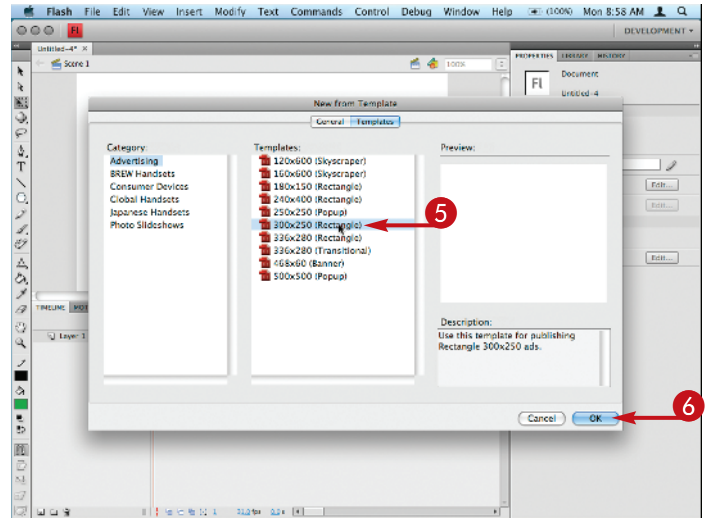 Flash File Edit View Insert Modify Text Commands Control Debug Window Help (100%) Mon 8:58 AM
FL DEVELOPMENT
Untitled-4* X
Scene 1 100%
PROPERTIES LIBRARY HISTORY
FL Document
Untitled-4
New from Template
General Templates
Category:
Advertising
BREW Handsets
Consumer Devices
Global Handsets
Japanese Handsets
Photo Slideshows
Templates:
120x600 (Skyscraper)
160x600 (Skyscraper)
180x150 (Rectangle)
240x400 (Rectangle)
250x250 (Popup)
300x250 (Rectangle)
336x280 (Rectangle)
336x280 (Transitional)
468x60 (Banner)
500x500 (Popup)
5
Preview:
Description:
Use this template for publishing
Rectangle 300x250 ads.
Cancel OK
6
Edit...
Edit...
Edit...
TIMELINE
Layer 1
1